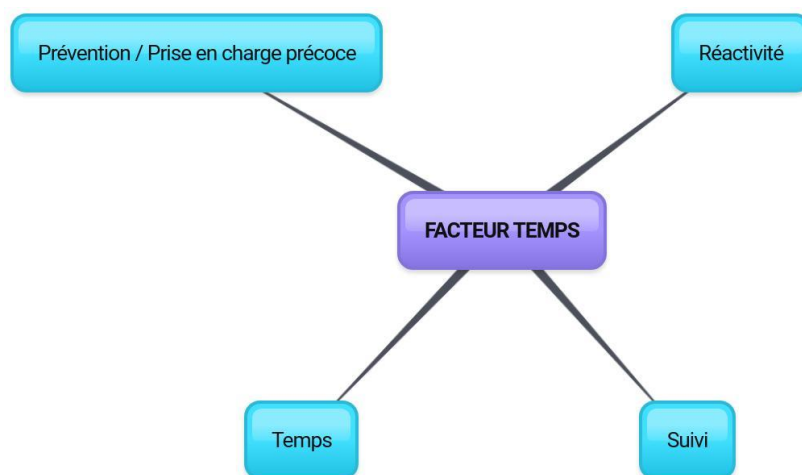 Prévention / Prise en charge précoce
Réactivité
FACTEUR TEMPS
Temps
Suivi